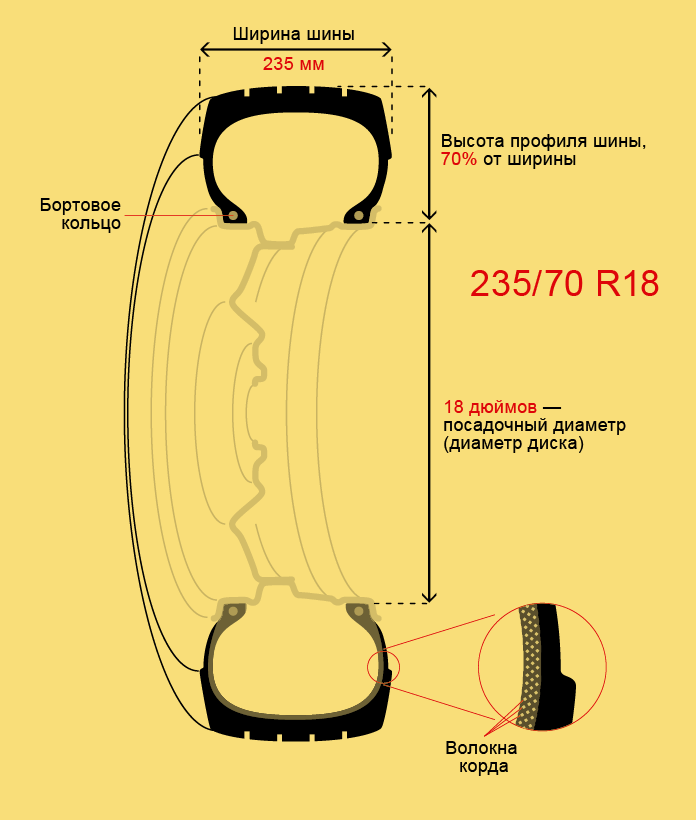 Ширина шины
235 мм
Высота профиля шины,
70% от ширины
Бортовое
кольцо
235/70 R18
18 дюймов —
посадочный диаметр
(диаметр диска)
Волокна
корда